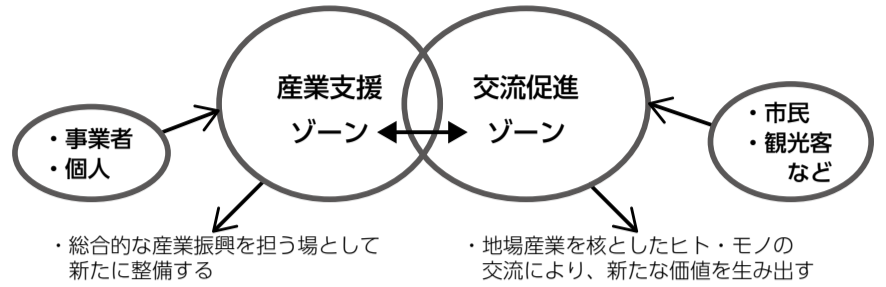 産業支援
ゾーン
交流促進
ゾーン
・事業者
・個人
・市民
・観光客
など
・総合的な産業振興を担う場として
新たに整備する
・地場産業を核としたヒト・モノの
交流により、新たな価値を生み出す